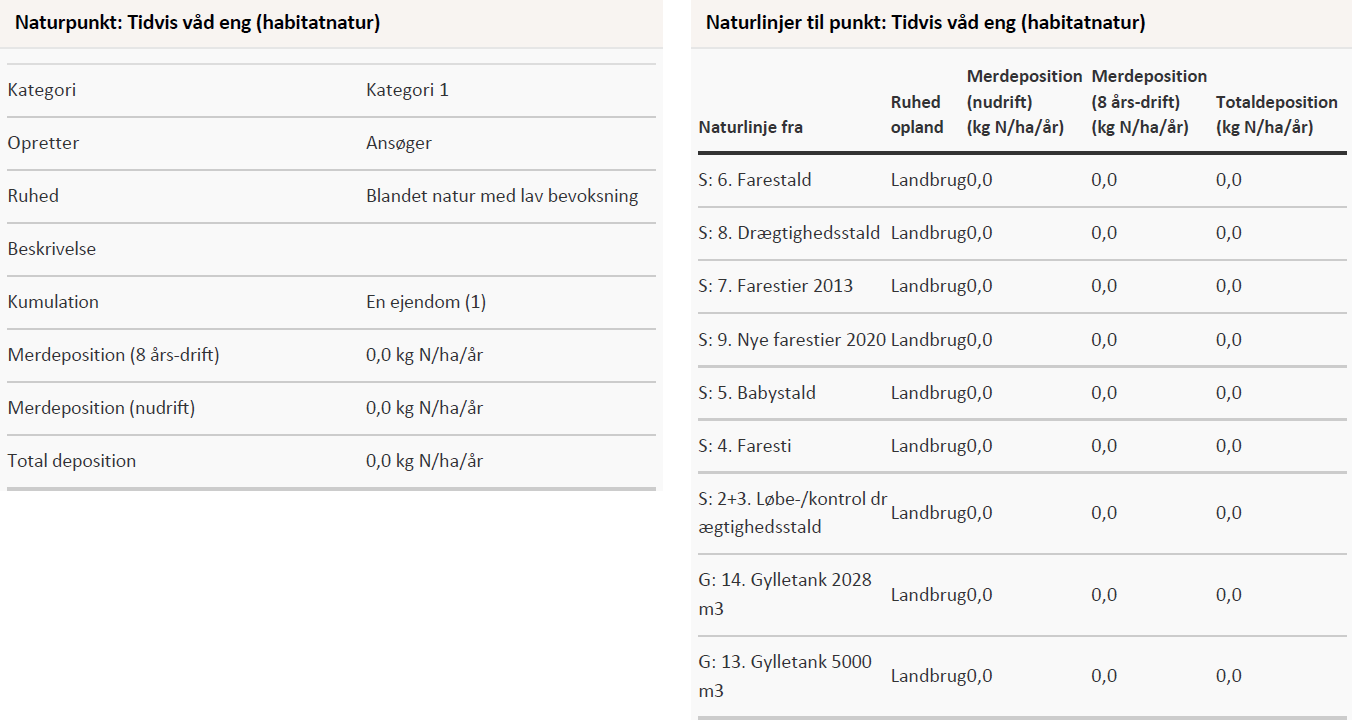 Naturpunkt: Tidvis våd eng (habitatnatur)
Kategori Kategori 1
Opretter Ansøger
Ruhed Blandet natur med lav bevoksning
Beskrivelse
Kumulation En ejendom (1)
Merdeposition (8 års-drift) 0,0 kg N/ha/år
Merdeposition (nudrift) 0,0 kg N/ha/år
Total deposition 0,0 kg N/ha/år
Naturlinjer til punkt: Tidvis våd eng (habitatnatur)
Merdeposition Merdeposition
Ruhed (nudrift) (8 års-drift) Totaldeposition
Naturlinje fra opland (kg N/ha/år) (kg N/ha/år) (kg N/ha/år)
S: 6. Farestald Landbrug0,0 0,0 0,0
S: 8. Drægtighedsstald Landbrug0,0 0,0 0,0
S: 7. Farestier 2013 Landbrug0,0 0,0 0,0
S: 9. Nye farestier 2020 Landbrug0,0 0,0 0,0
S: 5. Babystald Landbrug0,0 0,0 0,0
S: 4. Faresti Landbrug0,0 0,0 0,0
S: 2+3. Løbe-/kontrol dr
ægtighedsstald Landbrug0,0 0,0 0,0
G: 14. Gylletank 2028
m3 Landbrug0,0 0,0 0,0
G: 13. Gylletank 5000
m3 Landbrug0,0 0,0 0,0